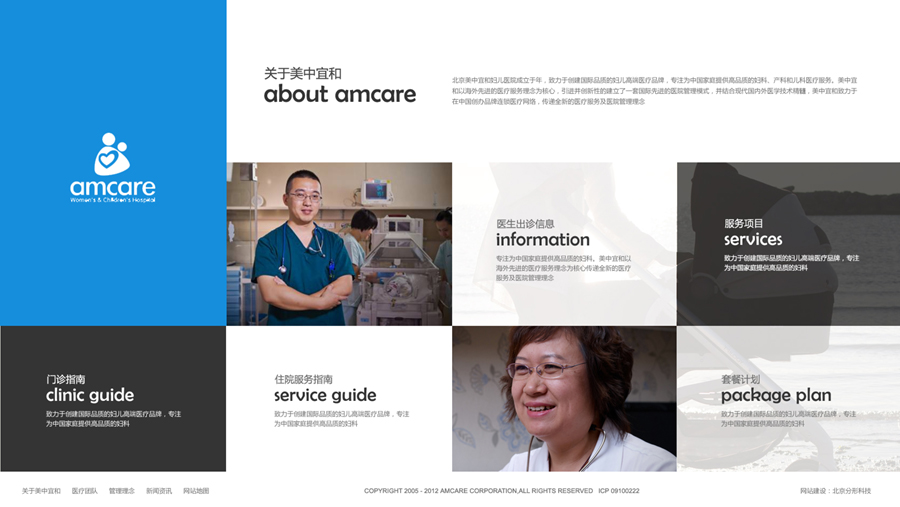 amcare
Women's & Children's Hospital
关于美中宜和
about amcare
北京美中宜和妇儿医院成立于年，致力于创建国际品质的妇儿高端医疗品牌，专注为中国家庭提供高品质的妇科、产科和儿科医疗服务。美中宜
和以海外先进的医疗服务理念为核心，引进并创新性的建立了一套国际先进的医院管理模式，并结合现代国内外医学技术精髓，美中宜和致力于
在中国创办品牌连锁医疗网络，传递全新的医疗服务及医院管理理念
医生出诊信息
information
专注为中国家庭提供高品质的妇科。美中宜和以
海外先进的医疗服务理念为核心传递全新的医疗
服务及医院管理理念
服务项目
services
致力于创建国际品质的妇儿高端医疗品牌，专注
为中国家庭提供高品质的妇科
门诊指南
clinic guide
致力于创建国际品质的妇儿高端医疗品牌，专注
为中国家庭提供高品质的妇科
住院服务指南
service guide
致力于创建国际品质的妇儿高端医疗品牌，专注
为中国家庭提供高品质的妇科
套餐计划
package plan
致力于创建国际品质的妇儿高端医疗品牌，专注
为中国家庭提供高品质的妇科
关于美中宜和 医疗团队 管理理念 新闻资讯 网站地图
COPYRIGHT 2005 - 2012 AMCARE CORPORATION,ALL RIGHTS RESERVED ICP 09100222
网站建设：北京分形科技